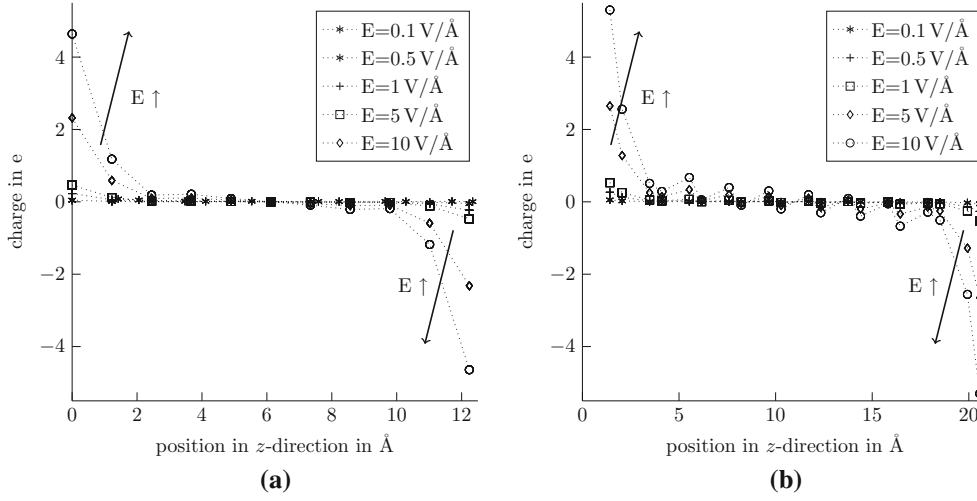 E=0.1 V/Å
E=0.5 V/Å
E=1 V/Å
E=5 V/Å
E=10 V/Å
E ↑
E ↑
4
2
0
−2
−4
charge in e
0 2 4 6 8 10 12
position in z-direction in Å
(a)
E=0.1 V/Å
E=0.5 V/Å
E=1 V/Å
E=5 V/Å
E=10 V/Å
E ↑
E ↑
4
2
0
−2
−4
charge in e
0 5 10 15 20
position in z-direction in Å
(b)